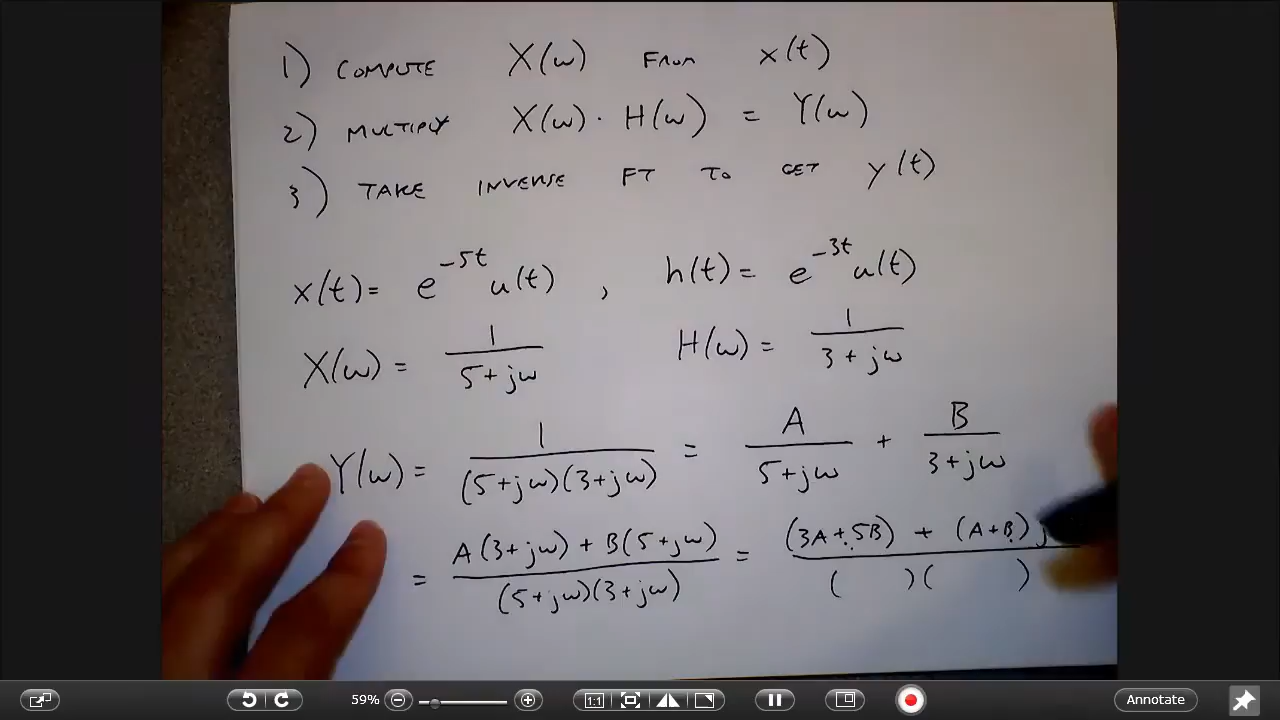 1) COMPUTE X(ω) FROM x(t)
2) MULTIPLY X(ω) · H(ω) = Y(ω)
3) TAKE INVERSE FT TO GET y(t)
x(t) = e^{-5t} u(t) , h(t) = e^{-3t} u(t)
X(ω) = 1/(5+jω) H(ω) = 1/(3+jω)
Y(ω) = 1/((5+jω)(3+jω)) = A/(5+jω) + B/(3+jω)
= (A(3+jω) + B(5+jω))/((5+jω)(3+jω)) = ((3A+5B) + (A+B)j)/(( )( ))
59%
1:1
Annotate